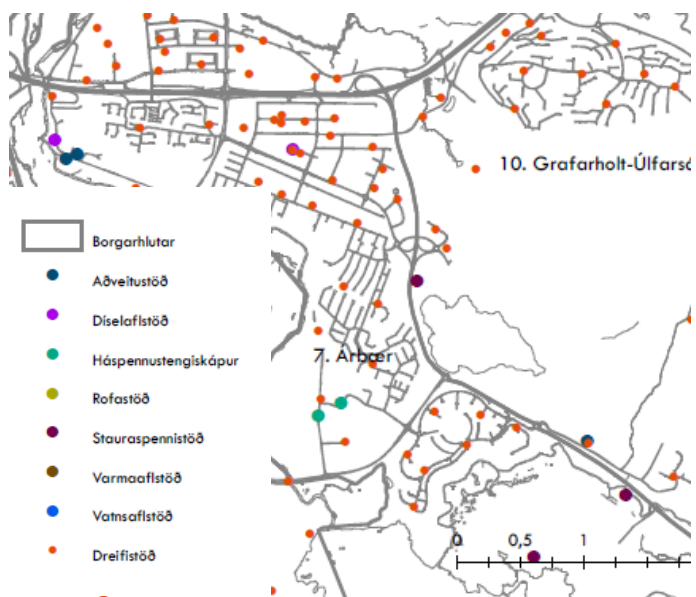 10. Grafarholt-Úlfarsá
Borgarhlutar
Aðveitustöð
Díselaflstöð
Háspennustengiskápur
Rofastöð
Stauraspennistöð
Varmaaflstöð
Vatnsaflstöð
Dreifistöð
7. Árbær
0 0,5 1